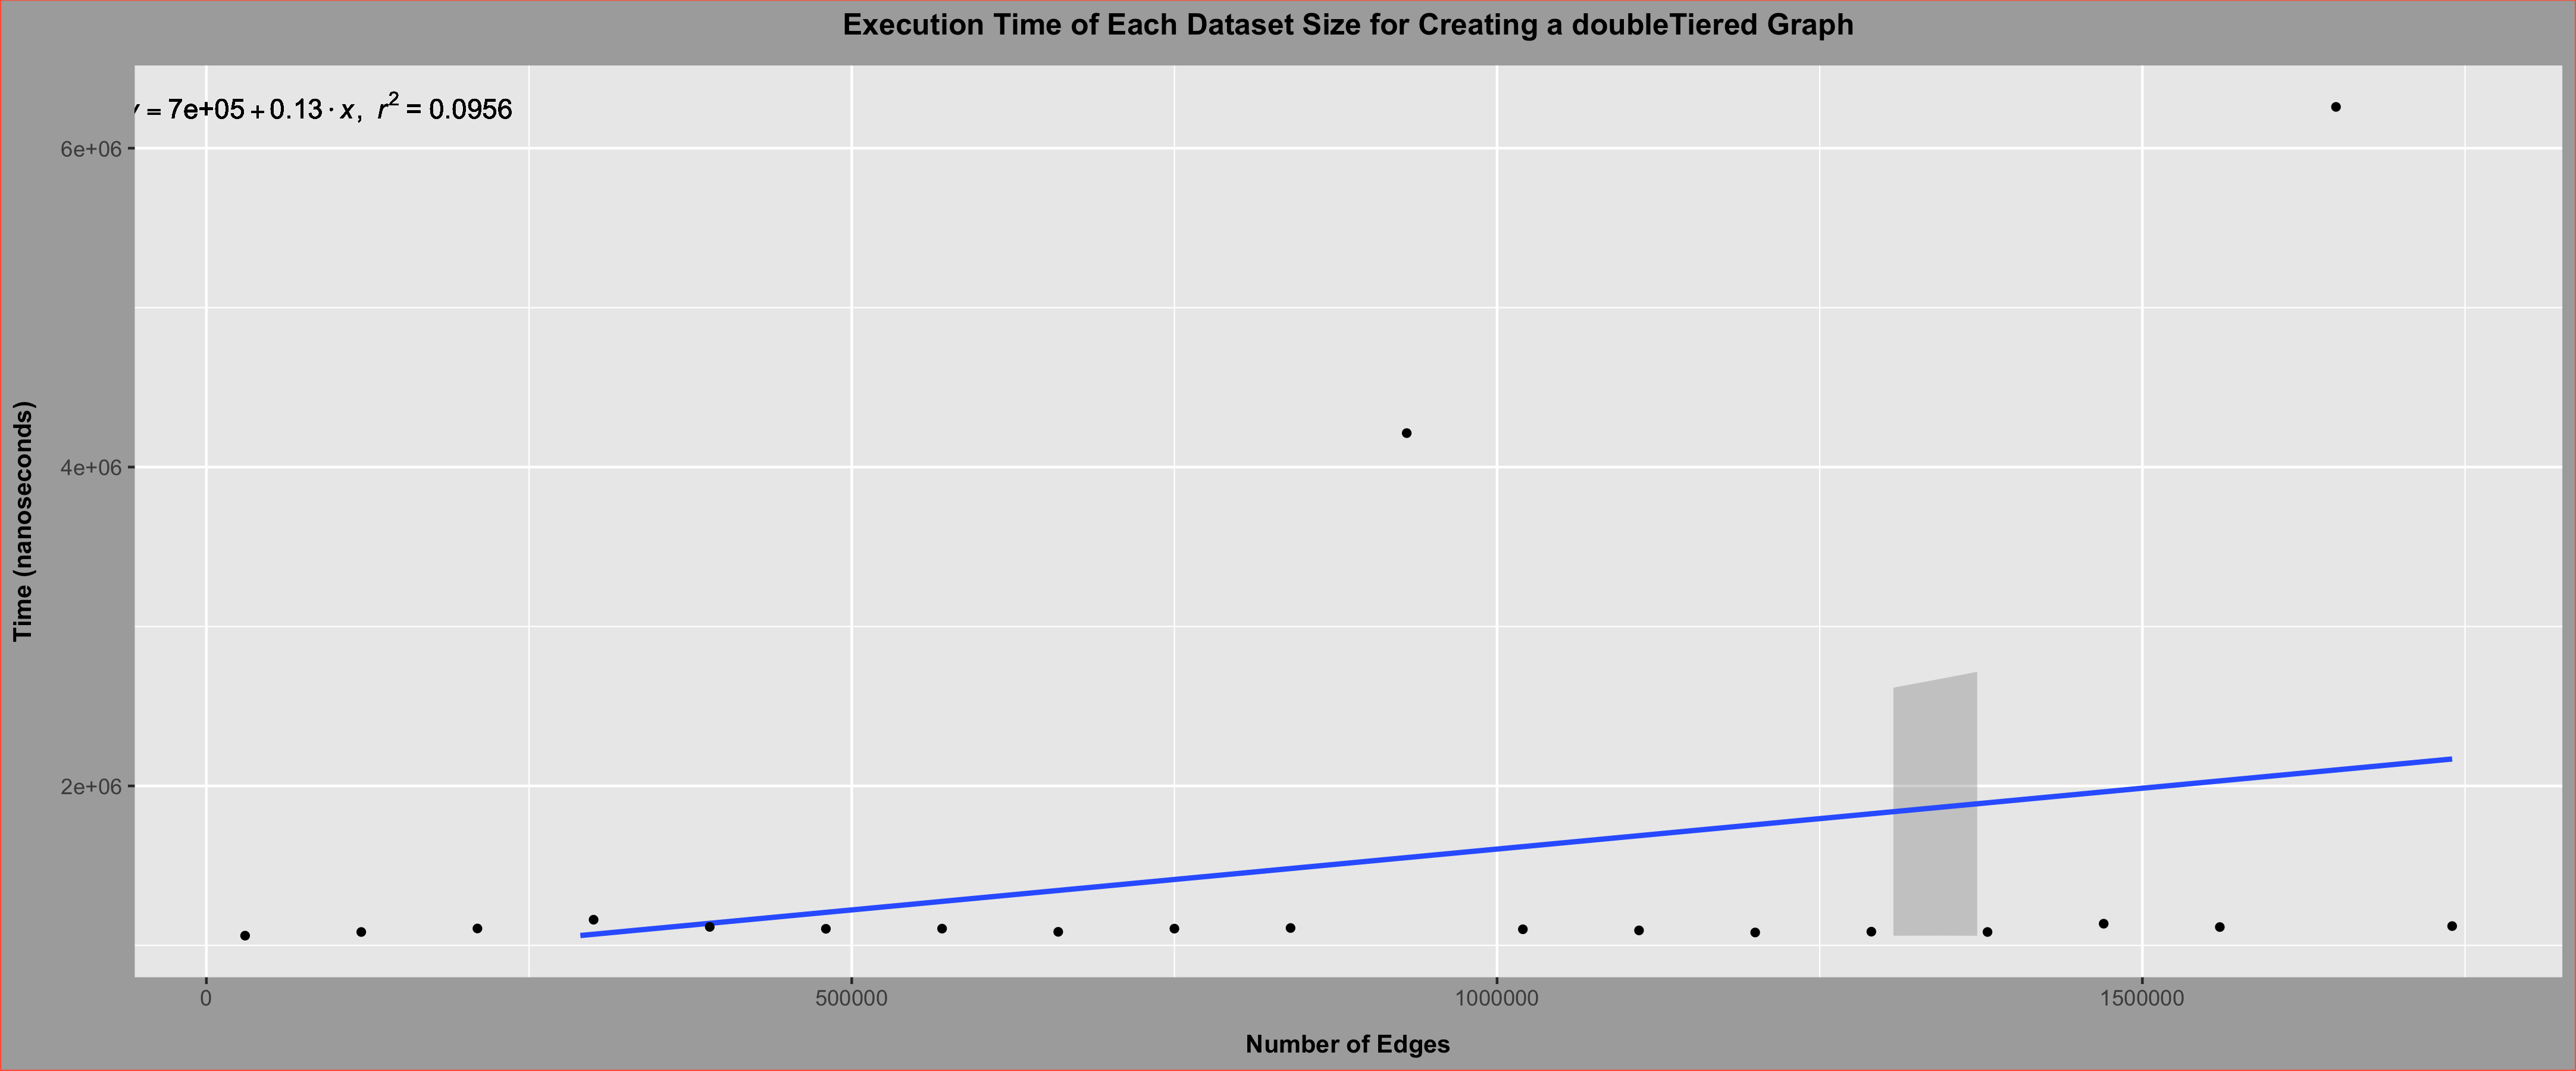 Execution Time of Each Dataset Size for Creating a doubleTiered Graph
y = 7e+05 + 0.13 · x, r² = 0.0956
6e+06
4e+06
2e+06
Time (nanoseconds)
0 500000 1000000 1500000
Number of Edges